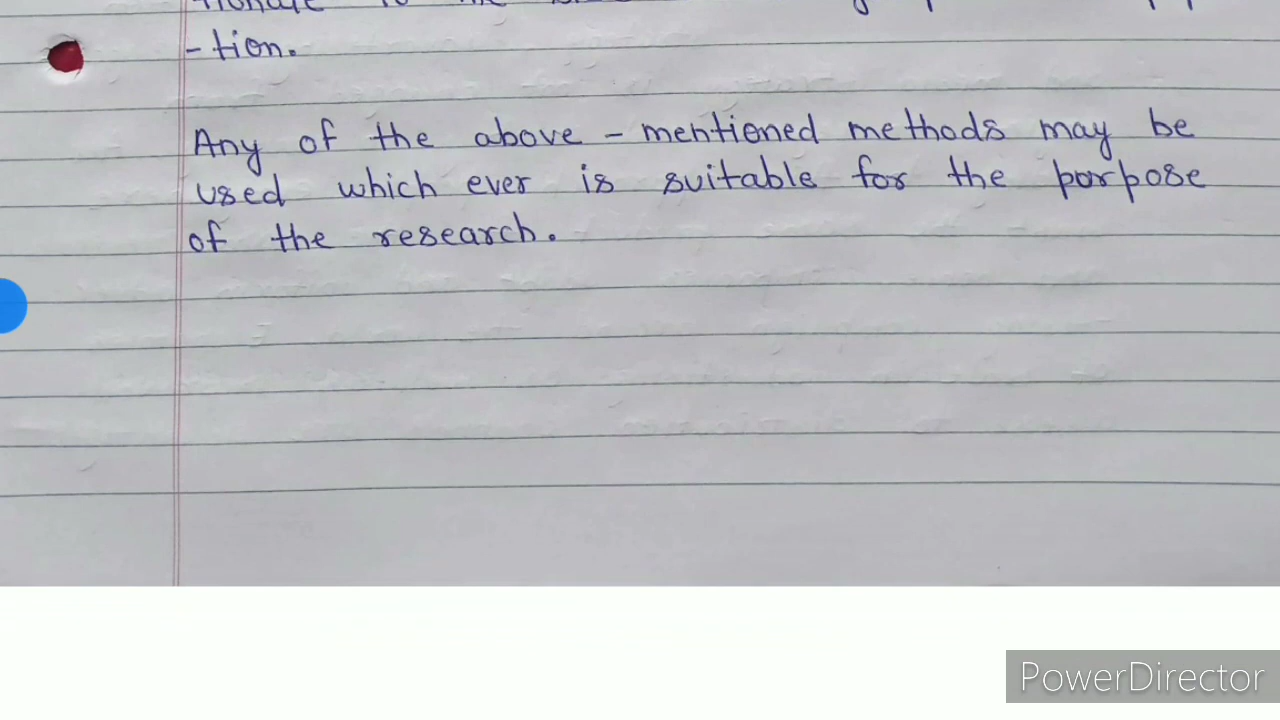 - tion.
Any of the above - mentioned methods may be
used which ever is suitable for the porpose
of the research.
PowerDirector